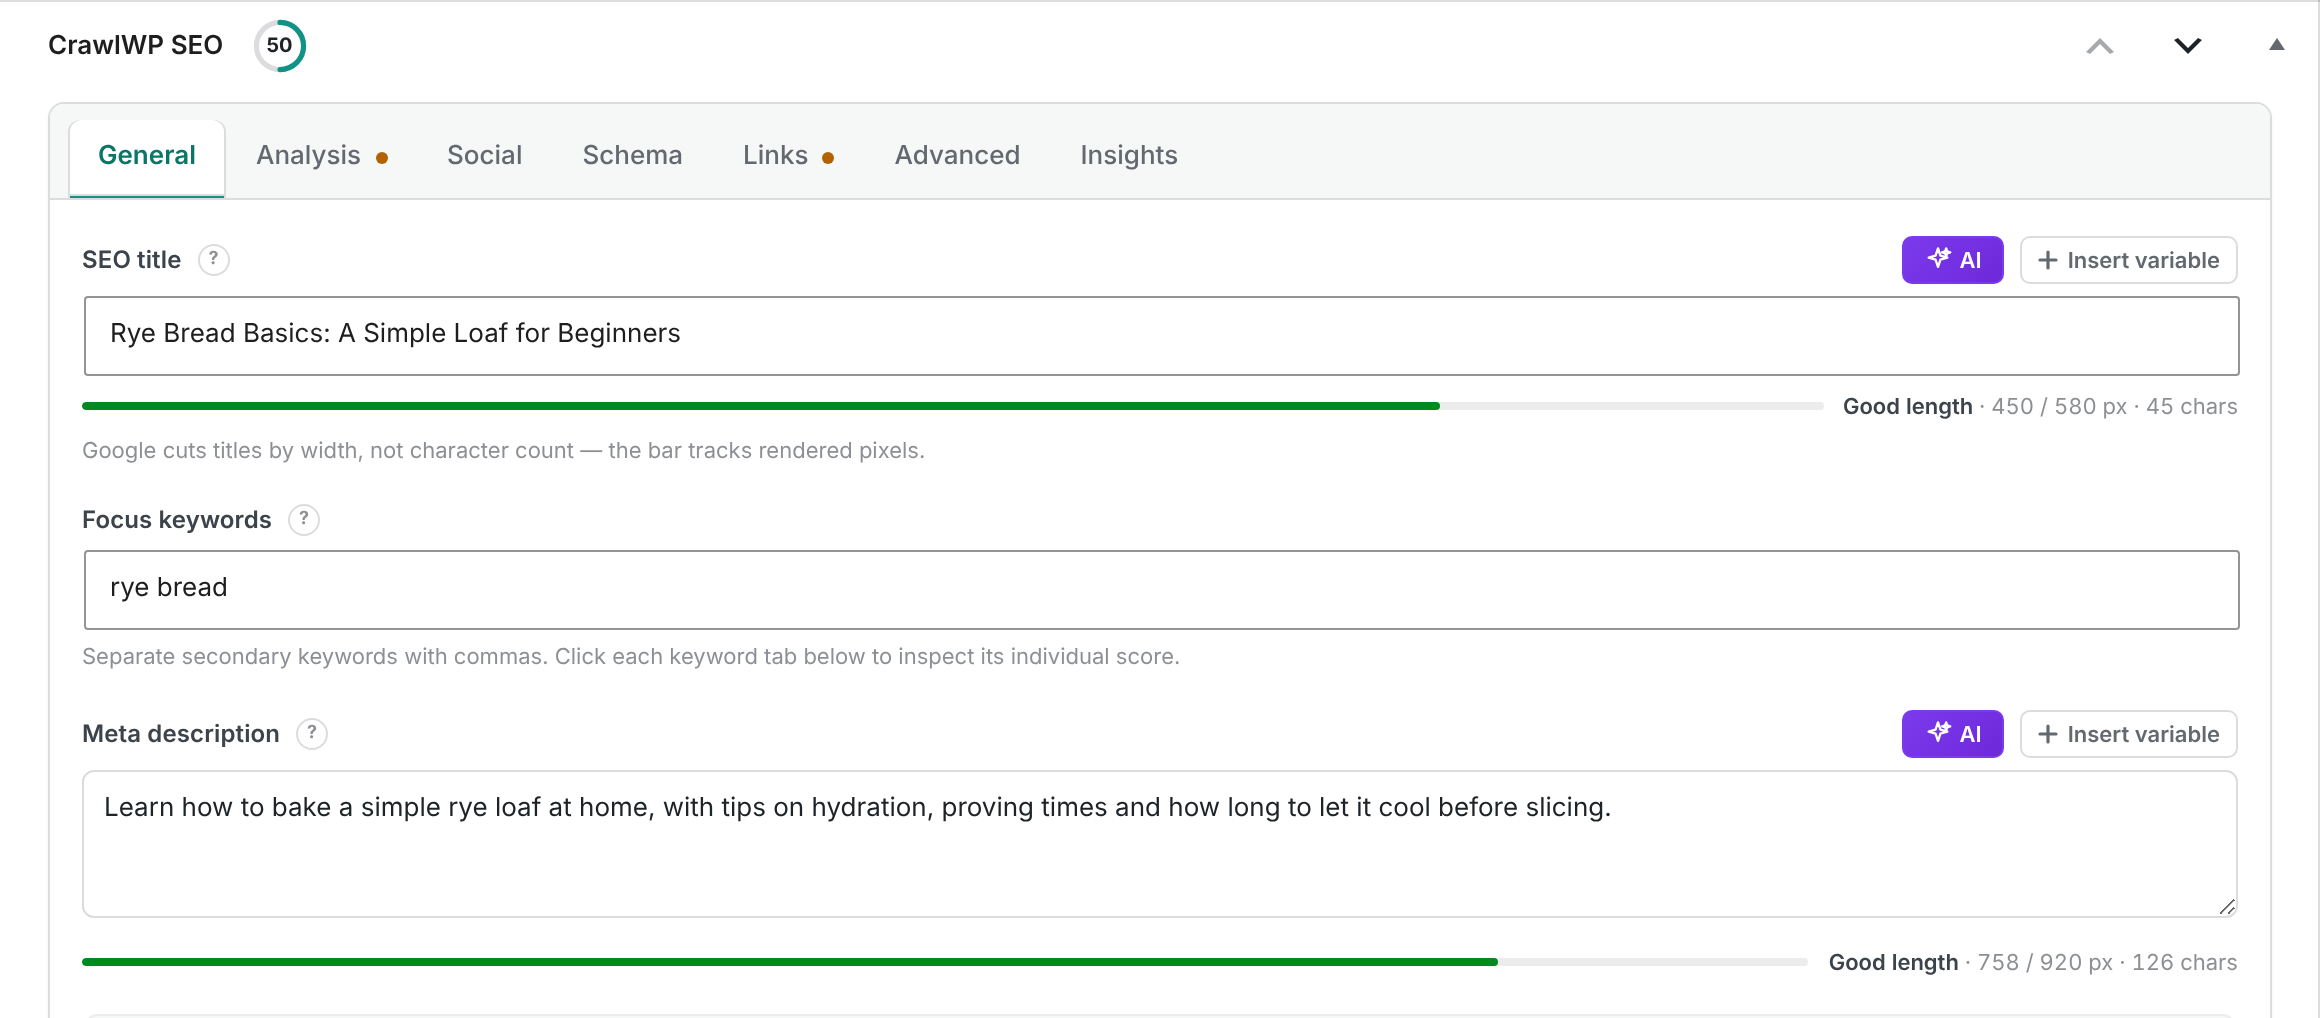 CrawlWP SEO 50
General Analysis Social Schema Links Advanced Insights
SEO title ? AI + Insert variable
Rye Bread Basics: A Simple Loaf for Beginners
Good length · 450 / 580 px · 45 chars
Google cuts titles by width, not character count — the bar tracks rendered pixels.
Focus keywords ?
rye bread
Separate secondary keywords with commas. Click each keyword tab below to inspect its individual score.
Meta description ? AI + Insert variable
Learn how to bake a simple rye loaf at home, with tips on hydration, proving times and how long to let it cool before slicing.
Good length · 758 / 920 px · 126 chars